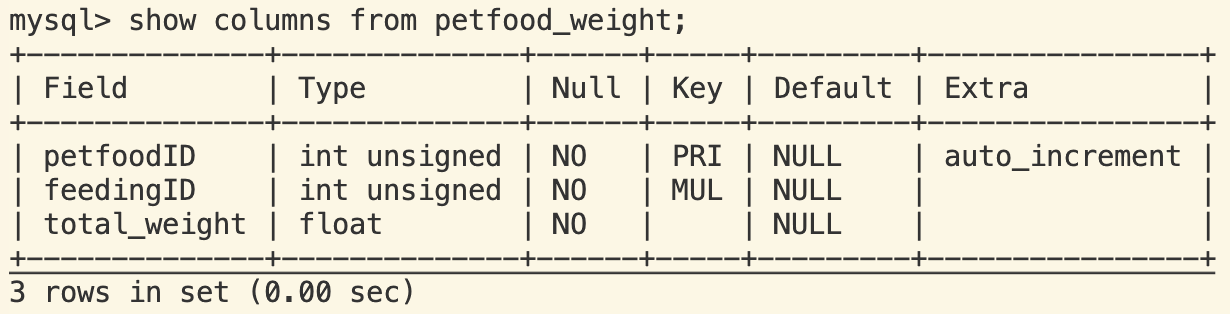 mysql> show columns from petfood_weight;
+--------------+--------------+------+-----+---------+----------------+
| Field        | Type         | Null | Key | Default | Extra          |
+--------------+--------------+------+-----+---------+----------------+
| petfoodID    | int unsigned | NO   | PRI | NULL    | auto_increment |
| feedingID    | int unsigned | NO   | MUL | NULL    |                |
| total_weight | float        | NO   |     | NULL    |                |
+--------------+--------------+------+-----+---------+----------------+
3 rows in set (0.00 sec)